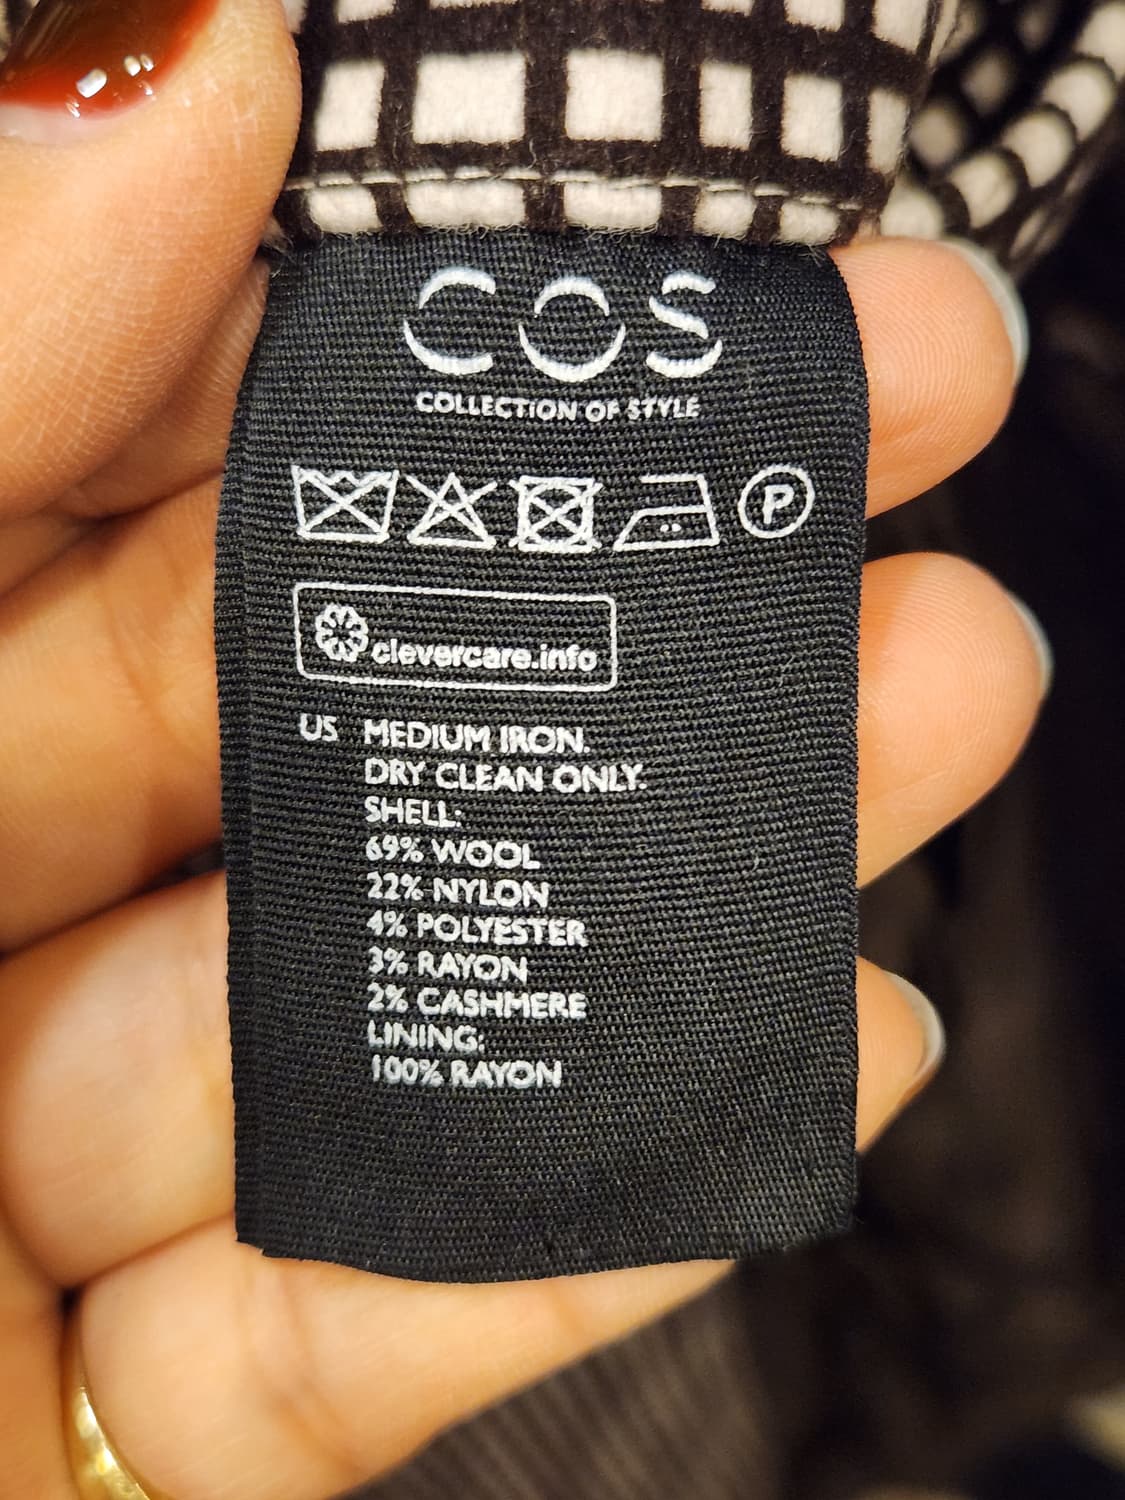 COS
COLLECTION OF STYLE
P
clevercare.info
US MEDIUM IRON.
DRY CLEAN ONLY.
SHELL:
69% WOOL
22% NYLON
4% POLYESTER
3% RAYON
2% CASHMERE
LINING:
100% RAYON